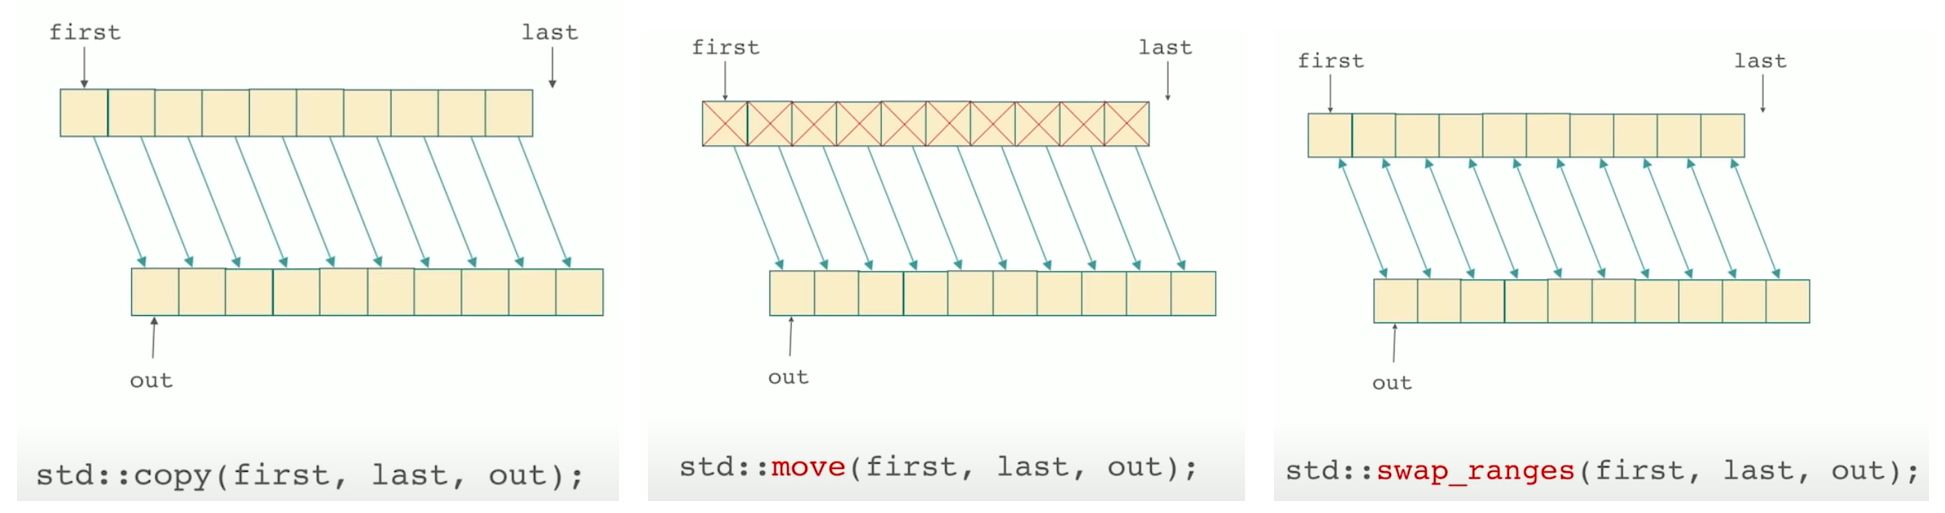 first last
out
std::copy(first, last, out);
first last
out
std::move(first, last, out);
first last
out
std::swap_ranges(first, last, out);